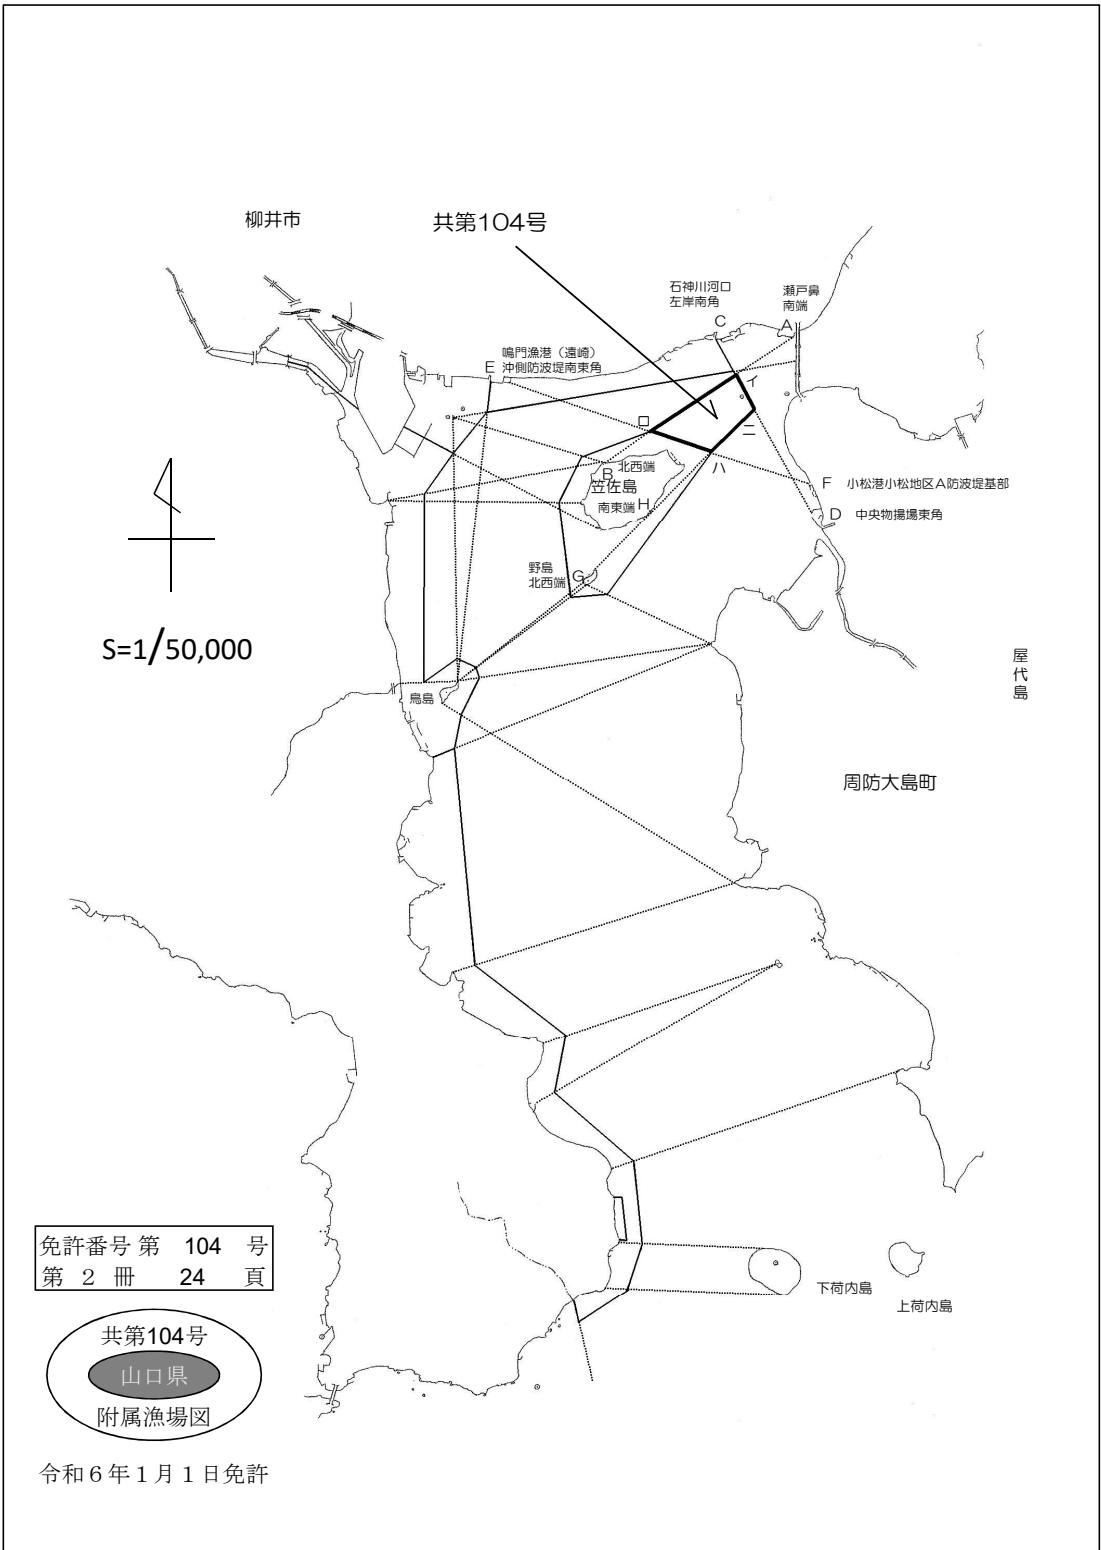 柳井市
共第104号
石神川河口
左岸南角
C
瀬戸鼻
南端
A
鳴門漁港（遠崎）
沖側防波堤南東角
E
イ
ロ
ニ
ハ
B
北西端
笠佐島
南東端
H
F
小松港小松地区A防波堤基部
D
中央物揚場東角
野島
北西端
G
S=1/50,000
屋代島
鳥島
周防大島町
下荷内島
上荷内島
免許番号 第 104 号
第 2 冊 24 頁
共第104号
山口県
附属漁場図
令和６年１月１日免許